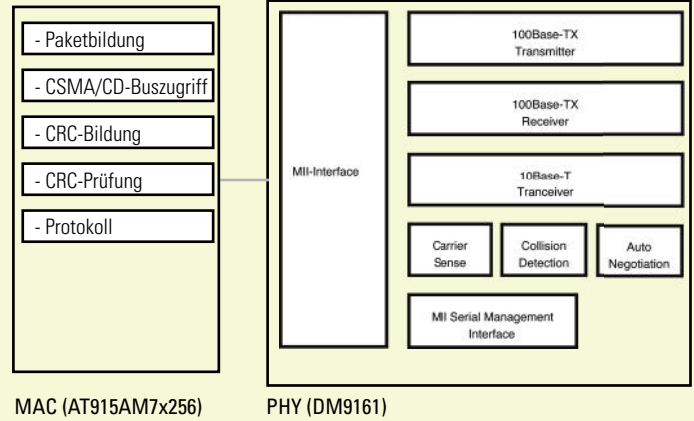 - Paketbildung
- CSMA/CD-Buszugriff
- CRC-Bildung
- CRC-Prüfung
- Protokoll
MAC (AT915AM7x256)
MII-Interface
100Base-TX
Transmitter
100Base-TX
Receiver
10Base-T
Tranceiver
Carrier
Sense
Collision
Detection
Auto
Negotiation
MII Serial Management
Interface
PHY (DM9161)